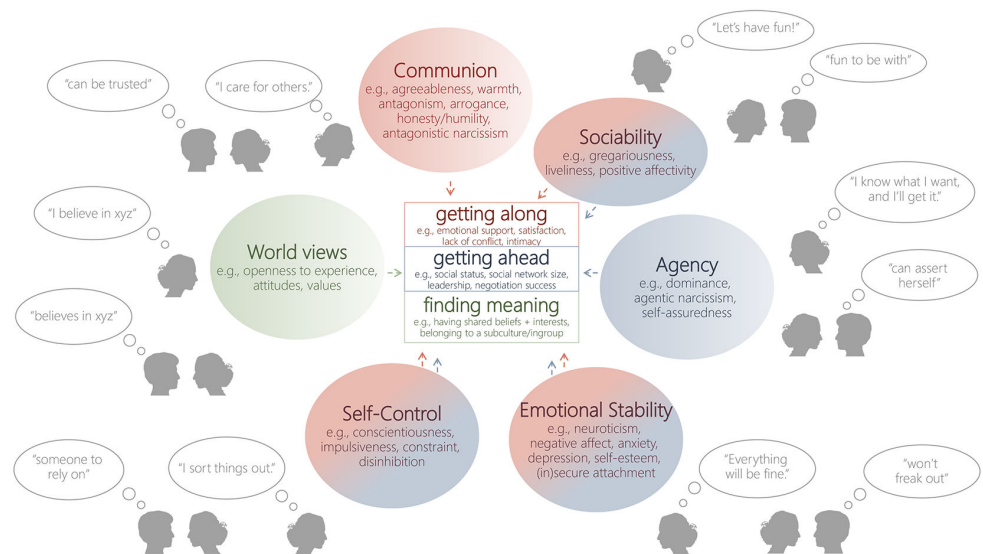 "Let's have fun!"
"fun to be with"
"can be trusted"
"I care for others."
Communion
e.g., agreeableness, warmth,
antagonism, arrogance,
honesty/humility,
antagonistic narcissism
Sociability
e.g., gregariousness,
liveliness, positive affectivity
"I know what I want,
and I'll get it."
"I believe in xyz"
getting along
e.g., emotional support, satisfaction,
lack of conflict, intimacy
getting ahead
e.g., social status, social network size,
leadership, negotiation success
finding meaning
e.g., having shared beliefs + interests,
belonging to a subculture/ingroup
World views
e.g., openness to experience,
attitudes, values
Agency
e.g., dominance,
agentic narcissism,
self-assuredness
"can assert
herself"
"believes in xyz"
Self-Control
e.g., conscientiousness,
impulsiveness, constraint,
disinhibition
Emotional Stability
e.g., neuroticism,
negative affect, anxiety,
depression, self-esteem,
(in)secure attachment
"someone to
rely on"
"I sort things out."
"Everything
will be fine."
"won't
freak out"